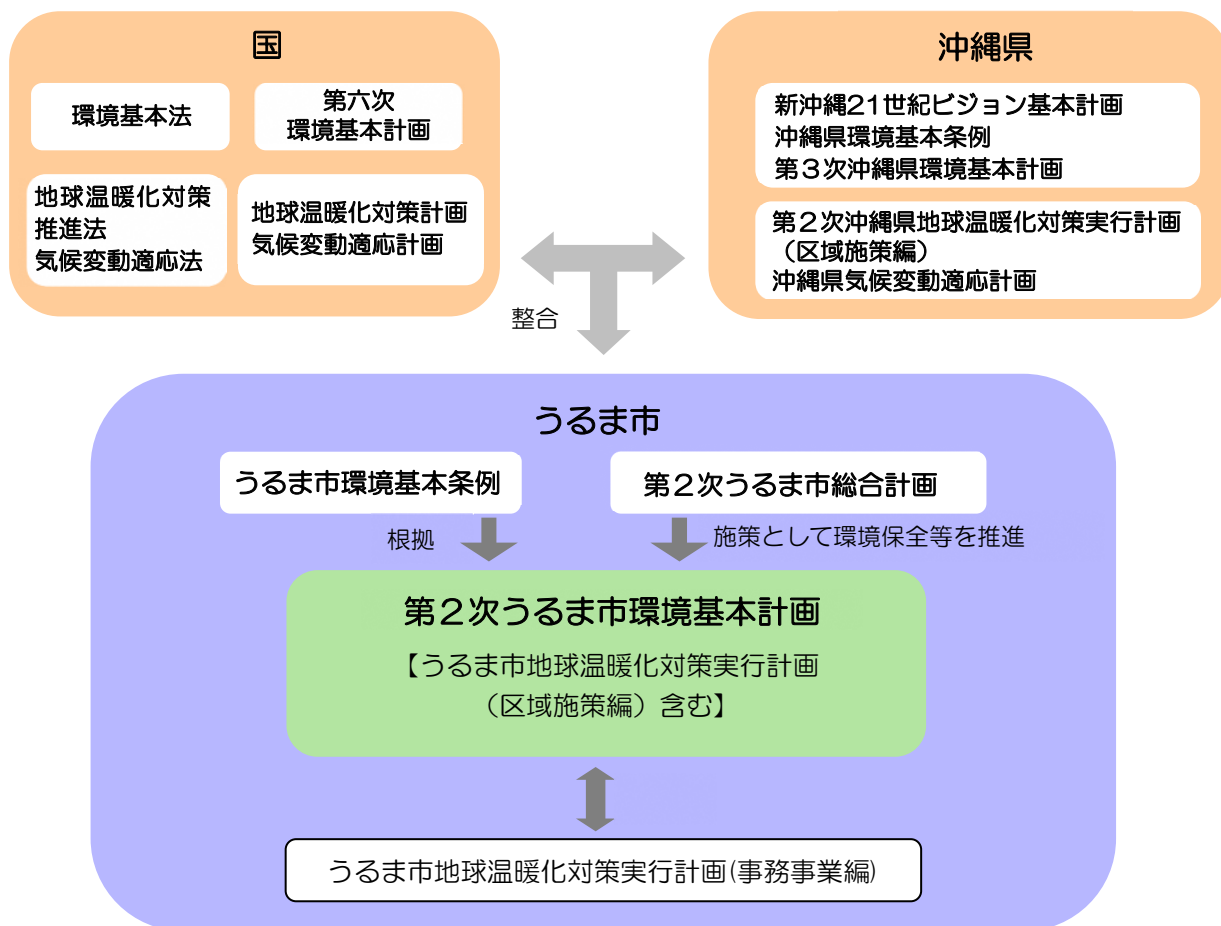 国
環境基本法
第六次
環境基本計画
地球温暖化対策
推進法
気候変動適応法
地球温暖化対策計画
気候変動適応計画
沖縄県
新沖縄21世紀ビジョン基本計画
沖縄県環境基本条例
第3次沖縄県環境基本計画
第2次沖縄県地球温暖化対策実行計画
（区域施策編）
沖縄県気候変動適応計画
整合
うるま市
うるま市環境基本条例
第２次うるま市総合計画
根拠
施策として環境保全等を推進
第２次うるま市環境基本計画
【うるま市地球温暖化対策実行計画
（区域施策編）含む】
うるま市地球温暖化対策実行計画(事務事業編)